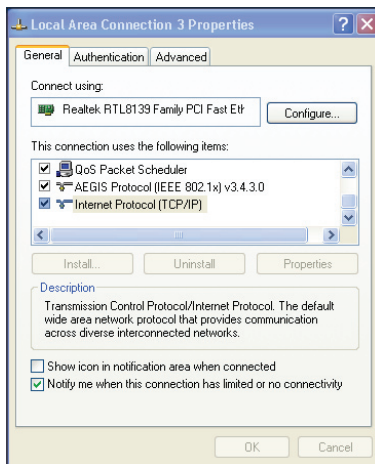 Local Area Connection 3 Properties
General Authentication Advanced
Connect using:
Realtek RTL8139 Family PCI Fast Eth
Configure...
This connection uses the following items:
QoS Packet Scheduler
AEGIS Protocol (IEEE 802.1x) v3.4.3.0
Internet Protocol (TCP/IP)
Install... Uninstall Properties
Description
Transmission Control Protocol/Internet Protocol. The default
wide area network protocol that provides communication
across diverse interconnected networks.
Show icon in notification area when connected
Notify me when this connection has limited or no connectivity
OK Cancel